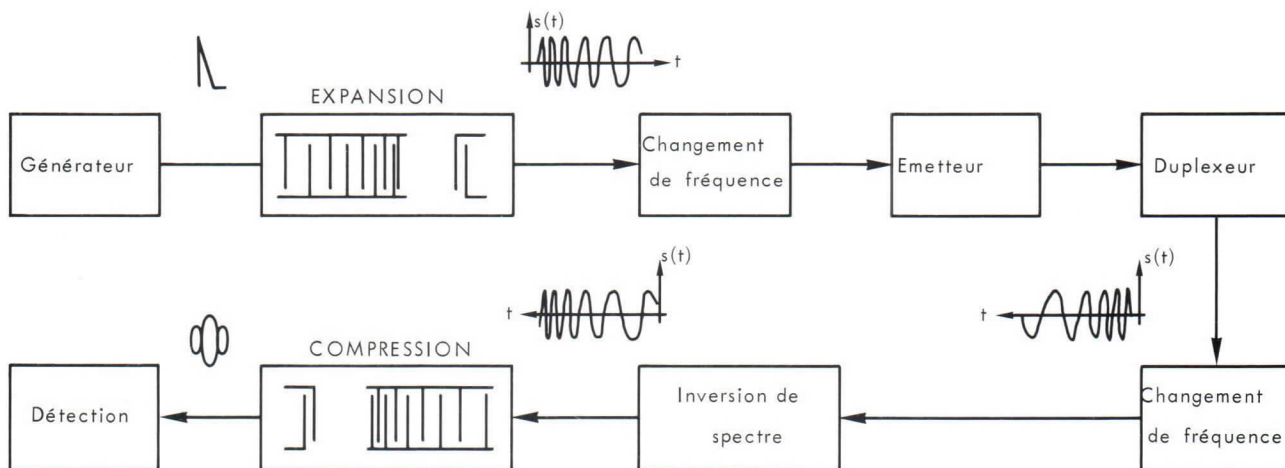 s(t)
t
EXPANSION
Générateur
Changement
de fréquence
Emetteur
Duplexeur
s(t)
t
s(t)
t
COMPRESSION
Détection
Inversion de
spectre
Changement
de fréquence